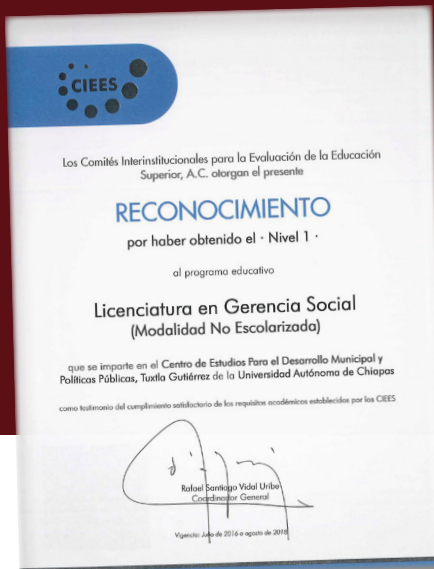 CIEES
Los Comités Interinstitucionales para la Evaluación de la Educación
Superior, A.C. otorgan el presente
RECONOCIMIENTO
por haber obtenido el · Nivel 1 ·
al programa educativo
Licenciatura en Gerencia Social
(Modalidad No Escolarizada)
que se imparte en el Centro de Estudios Para el Desarrollo Municipal y
Políticas Públicas, Tuxtla Gutiérrez de la Universidad Autónoma de Chiapas
como testimonio del cumplimiento satisfactorio de los requisitos académicos establecidos por los CIEES
Rafael Santiago Vidal Uribe
Coordinador General
Vigencia: Julio de 2016 a agosto de 2018